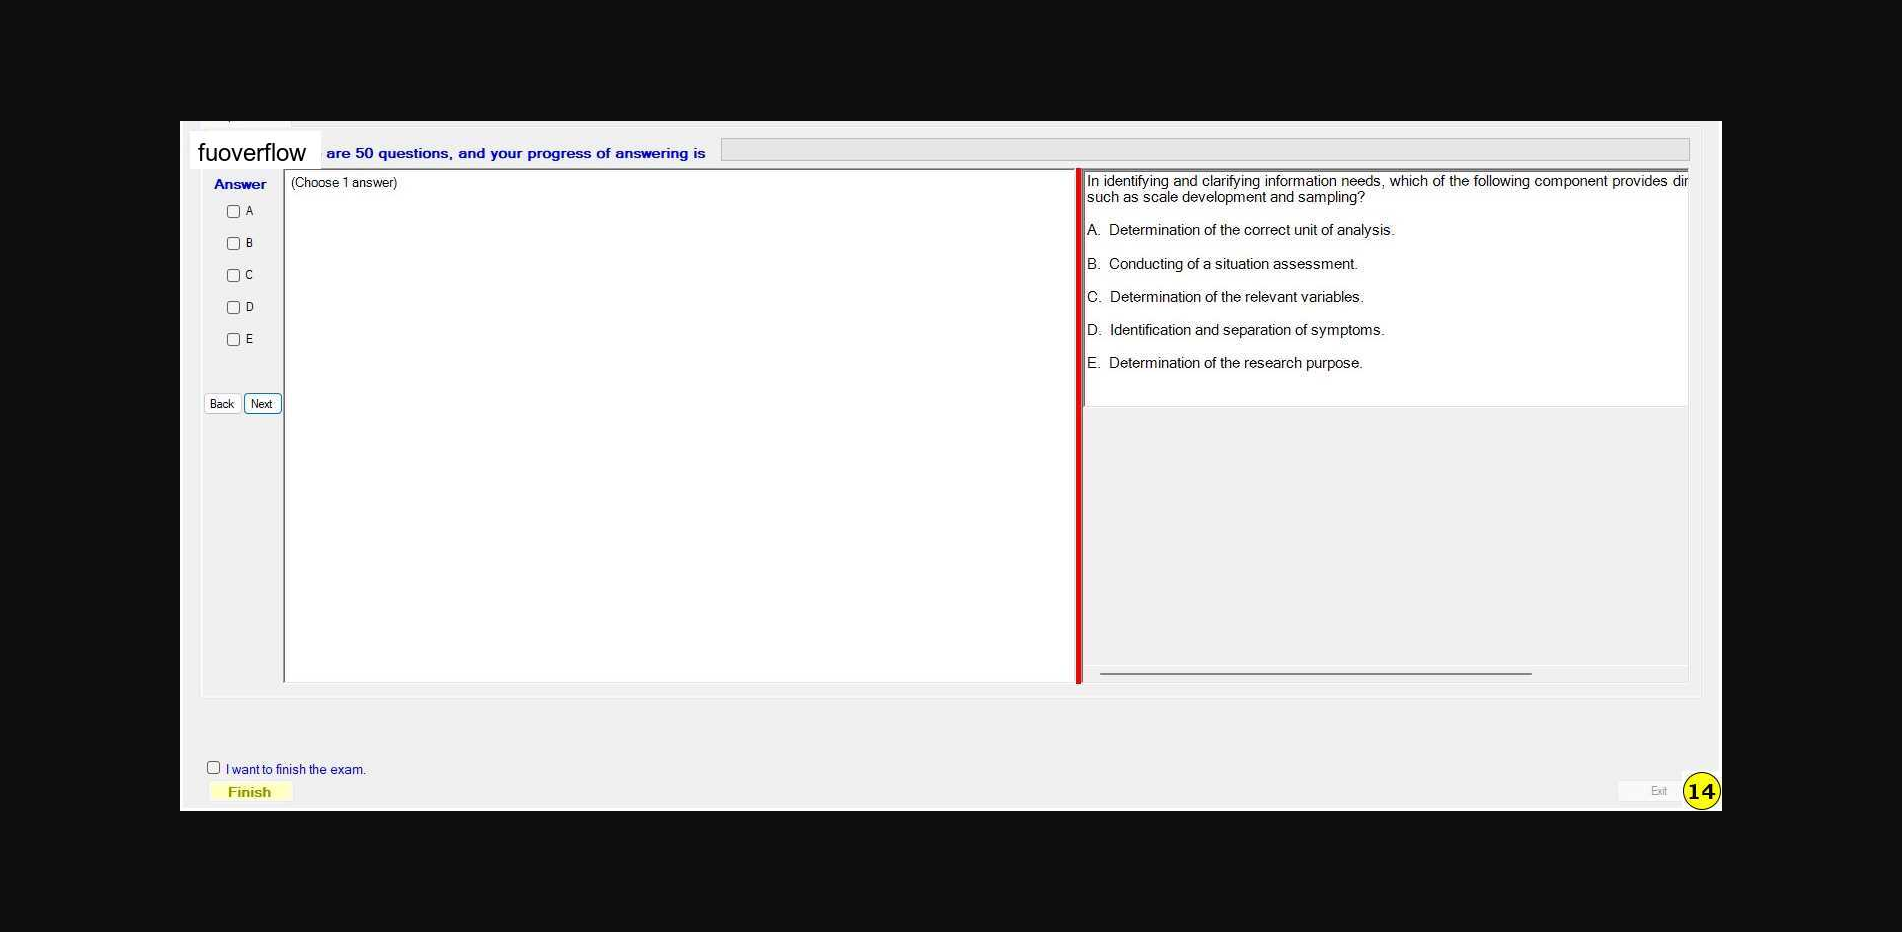 fuoverflow are 50 questions, and your progress of answering is
Answer
A
B
C
D
E
Back Next
(Choose 1 answer)
In identifying and clarifying information needs, which of the following component provides dir
such as scale development and sampling?
A. Determination of the correct unit of analysis.
B. Conducting of a situation assessment.
C. Determination of the relevant variables.
D. Identification and separation of symptoms.
E. Determination of the research purpose.
I want to finish the exam.
Finish
Exit
14